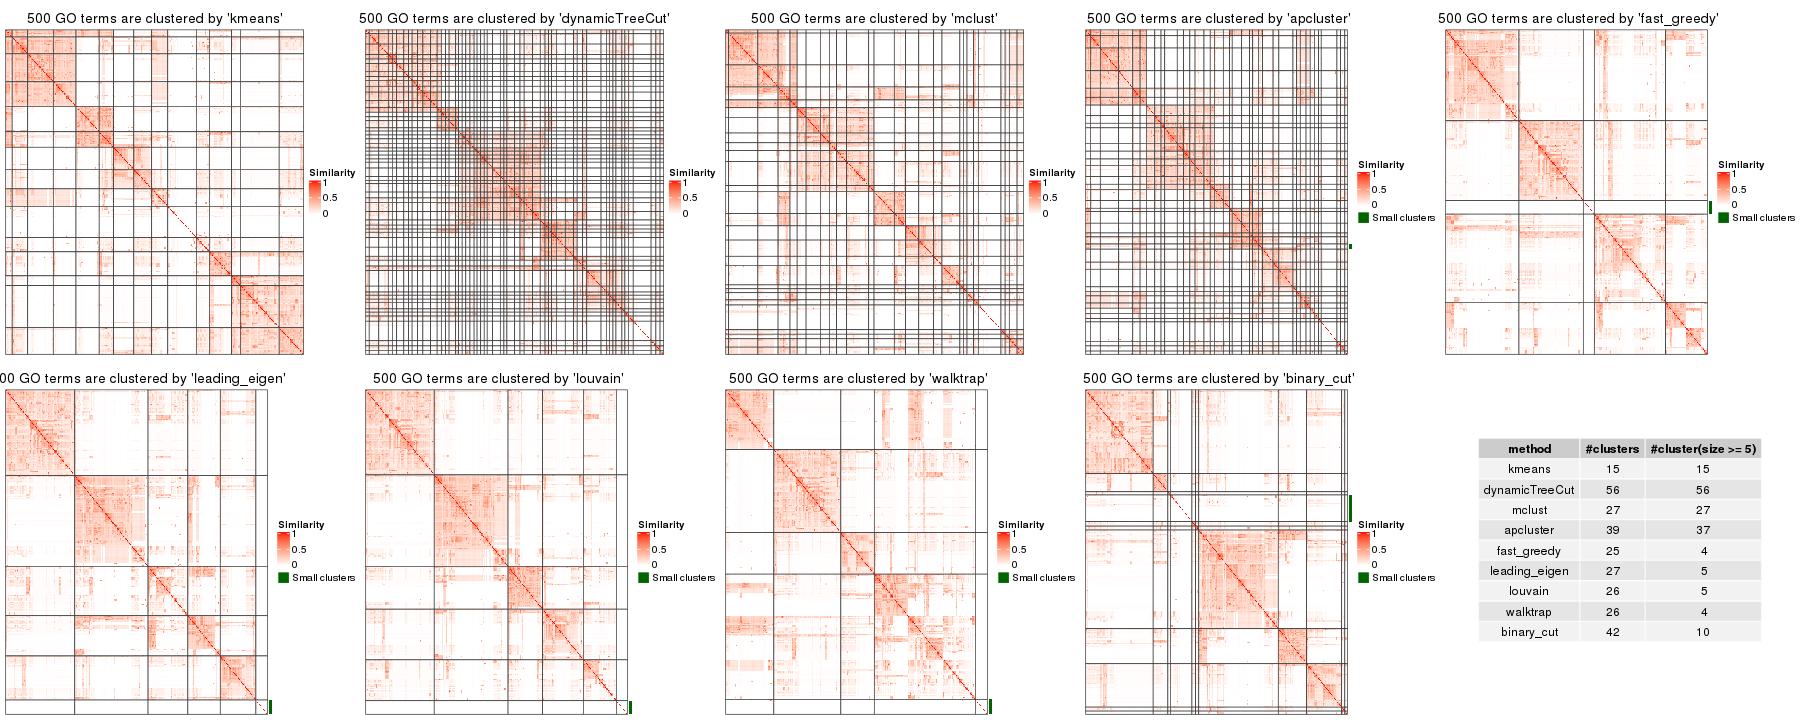 500 GO terms are clustered by 'kmeans'
500 GO terms are clustered by 'dynamicTreeCut'
500 GO terms are clustered by 'mclust'
500 GO terms are clustered by 'apcluster'
500 GO terms are clustered by 'fast_greedy'
Similarity
1
0.5
0
Similarity
1
0.5
0
Similarity
1
0.5
0
Similarity
1
0.5
0
Small clusters
Similarity
1
0.5
0
Small clusters
00 GO terms are clustered by 'leading_eigen'
500 GO terms are clustered by 'louvain'
500 GO terms are clustered by 'walktrap'
500 GO terms are clustered by 'binary_cut'
Similarity
1
0.5
0
Small clusters
Similarity
1
0.5
0
Small clusters
Similarity
1
0.5
0
Small clusters
Similarity
1
0.5
0
Small clusters
method #clusters #cluster(size >= 5)
kmeans 15 15
dynamicTreeCut 56 56
mclust 27 27
apcluster 39 37
fast_greedy 25 4
leading_eigen 27 5
louvain 26 5
walktrap 26 4
binary_cut 42 10